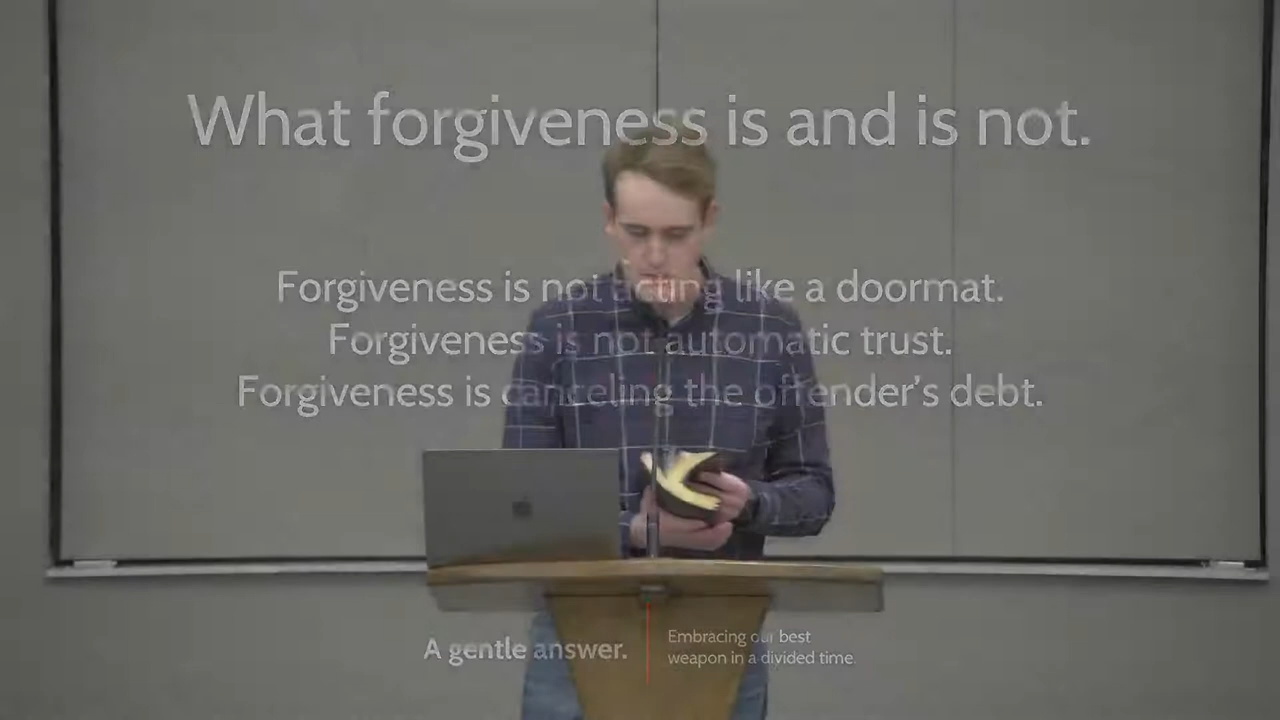 What forgiveness is and is not.
Forgiveness is not acting like a doormat.
Forgiveness is not automatic trust.
Forgiveness is canceling the offender’s debt.
A gentle answer.
Embracing our best
weapon in a divided time.